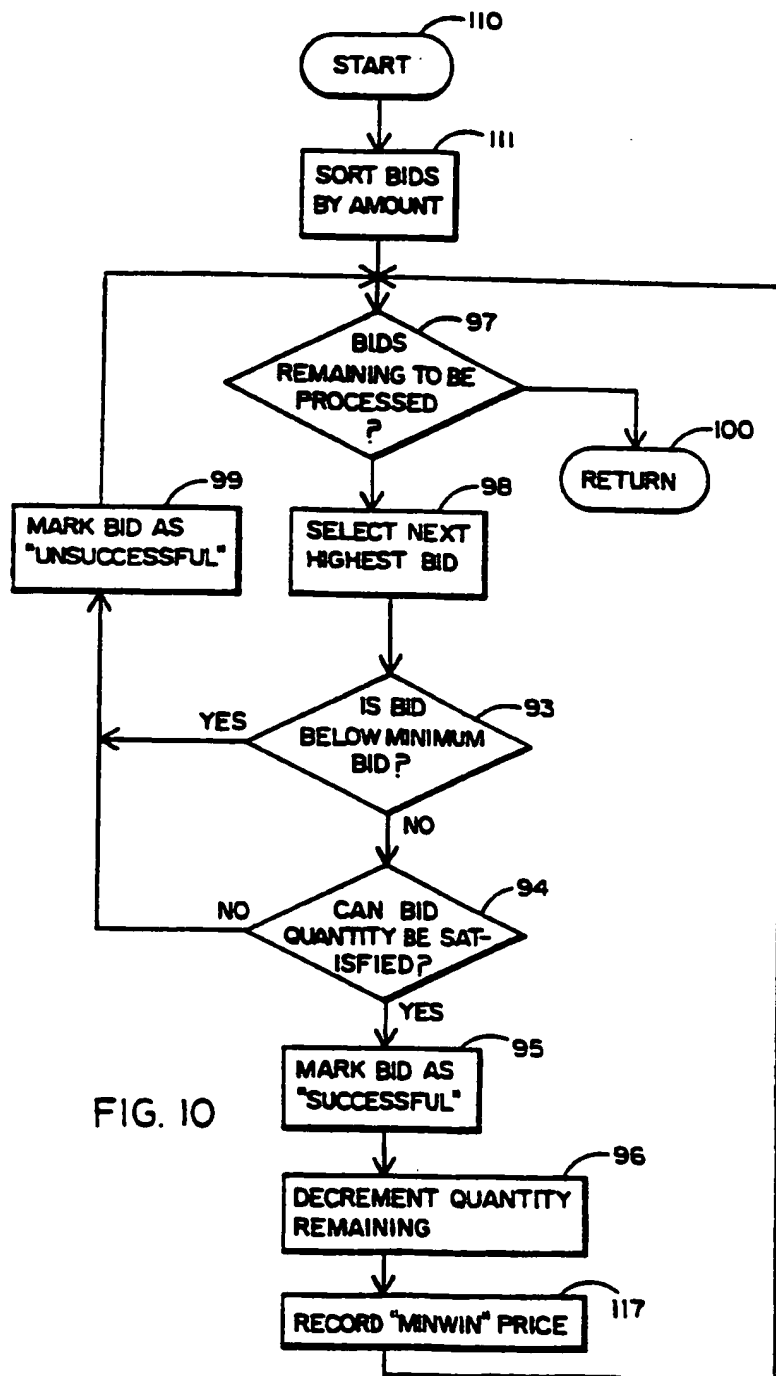 110
START
111
SORT BIDS
BY AMOUNT
97
BIDS
REMAINING TO BE
PROCESSED
?
100
RETURN
99
MARK BID AS
"UNSUCCESSFUL"
98
SELECT NEXT
HIGHEST BID
93
YES
IS BID
BELOW MINIMUM
BID?
NO
94
NO
CAN BID
QUANTITY BE SAT-
ISFIED?
YES
95
MARK BID AS
"SUCCESSFUL"
FIG. 10
96
DECREMENT QUANTITY
REMAINING
117
RECORD "MINWIN" PRICE